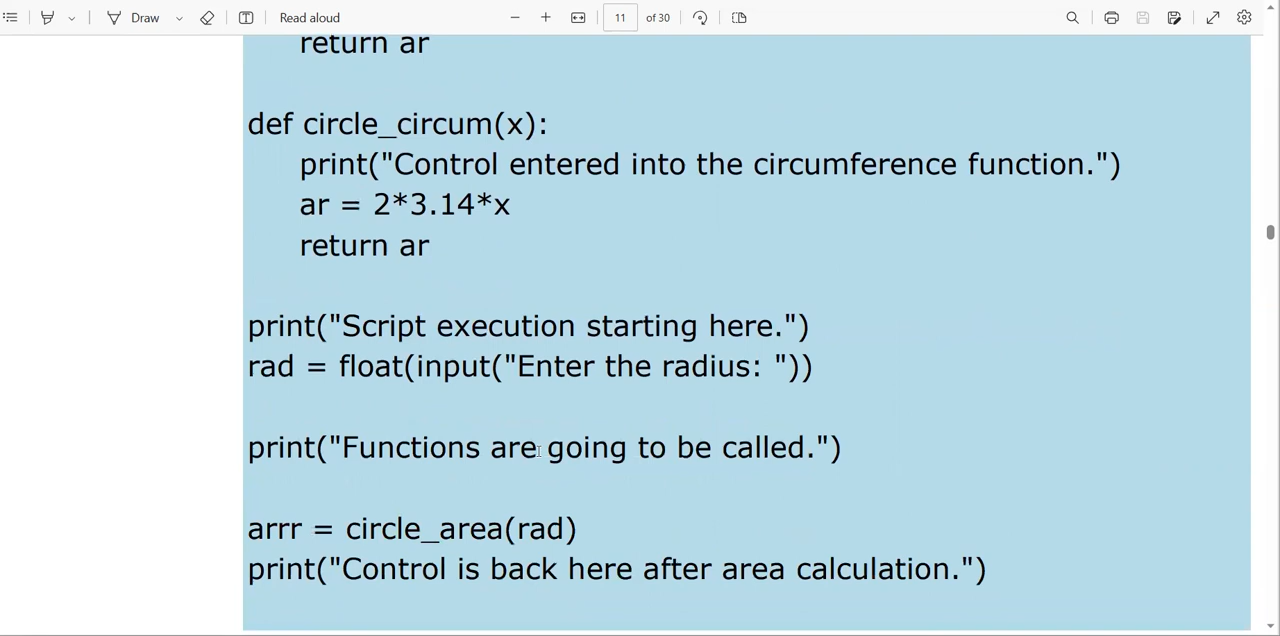 Draw
Read aloud
11
of 30
return ar
def circle_circum(x):
print("Control entered into the circumference function.")
ar = 2*3.14*x
return ar
print("Script execution starting here.")
rad = float(input("Enter the radius: "))
print("Functions are going to be called.")
arrr = circle_area(rad)
print("Control is back here after area calculation.")